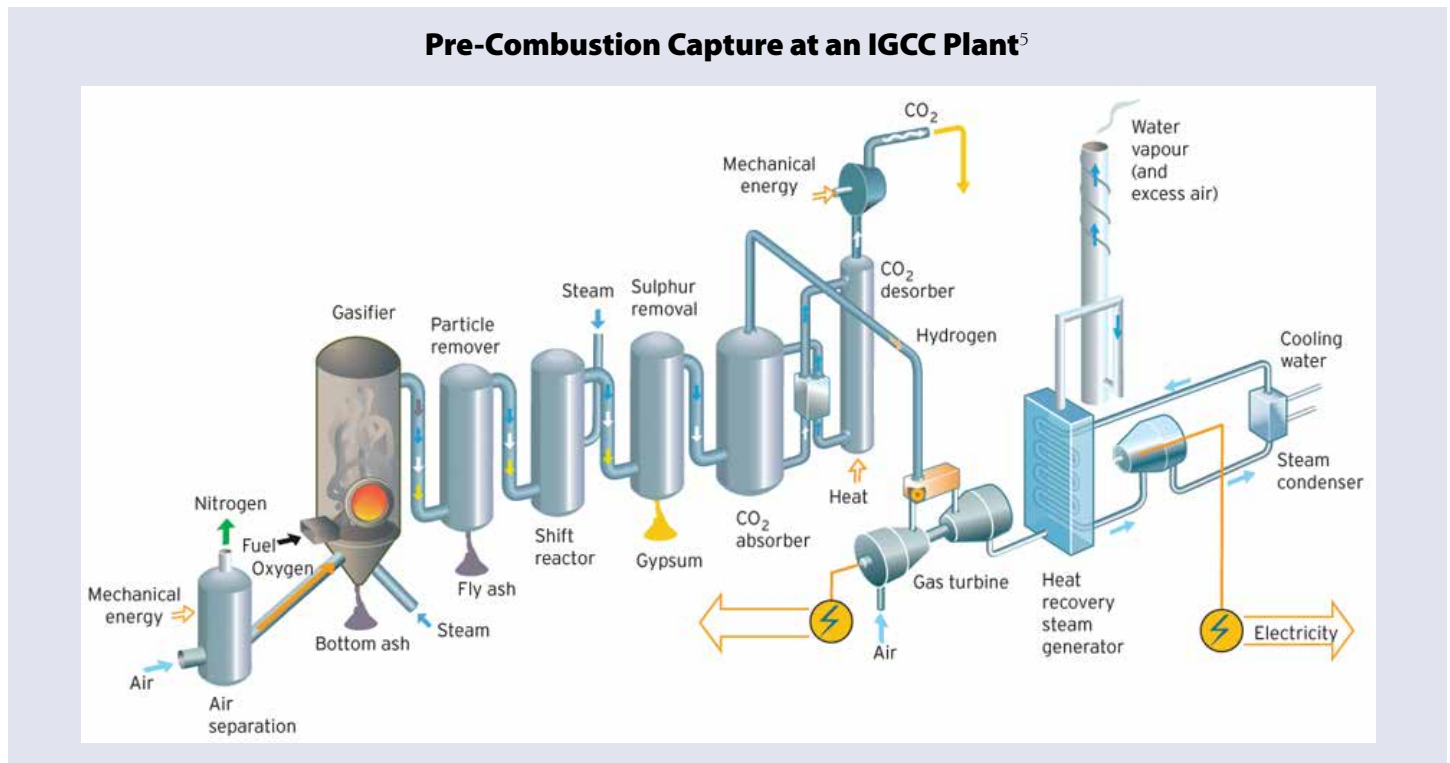 Pre-Combustion Capture at an IGCC Plant5
CO2
Mechanical
energy
Water
vapour
(and
excess air)
CO2
desorber
Steam
Sulphur
removal
Gasifier
Particle
remover
Hydrogen
Cooling
water
Steam
condenser
Heat
Nitrogen
Fuel
Oxygen
Shift
reactor
CO2
absorber
Gypsum
Gas turbine
Fly ash
Heat
recovery
steam
generator
Mechanical
energy
Bottom ash
Steam
Electricity
Air
Air
Air
separation